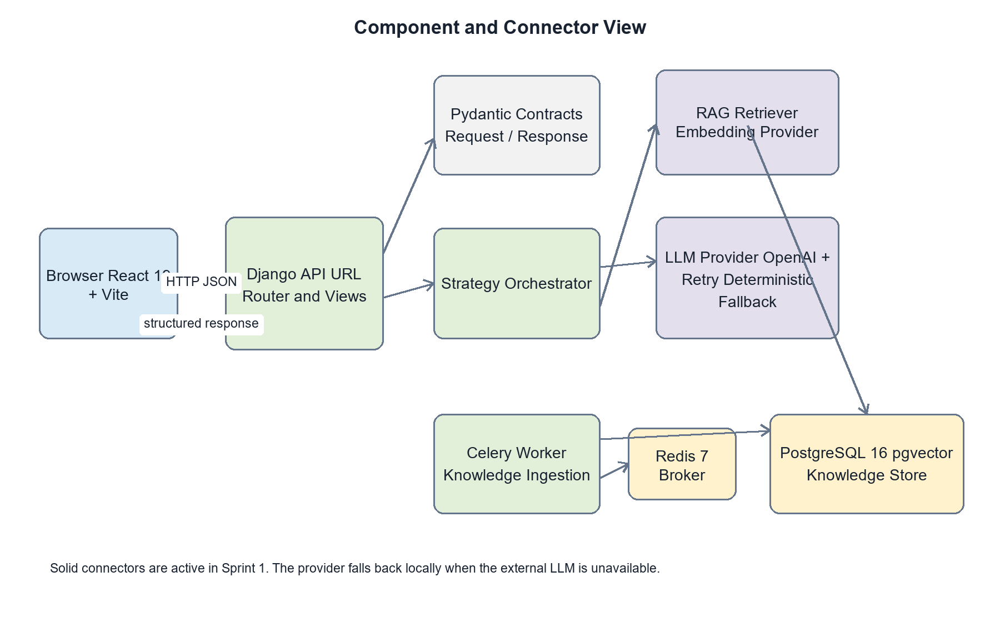 Component and Connector View
Pydantic Contracts
Request / Response
RAG Retriever
Embedding Provider
Browser React
+ Vite
HTTP JSON
structured response
Django API URL
Router and Views
Strategy Orchestrator
LLM Provider OpenAI +
Retry Deterministic
Fallback
Celery Worker
Knowledge Ingestion
Redis 7
Broker
PostgreSQL 16 pgvector
Knowledge Store
Solid connectors are active in Sprint 1. The provider falls back locally when the external LLM is unavailable.